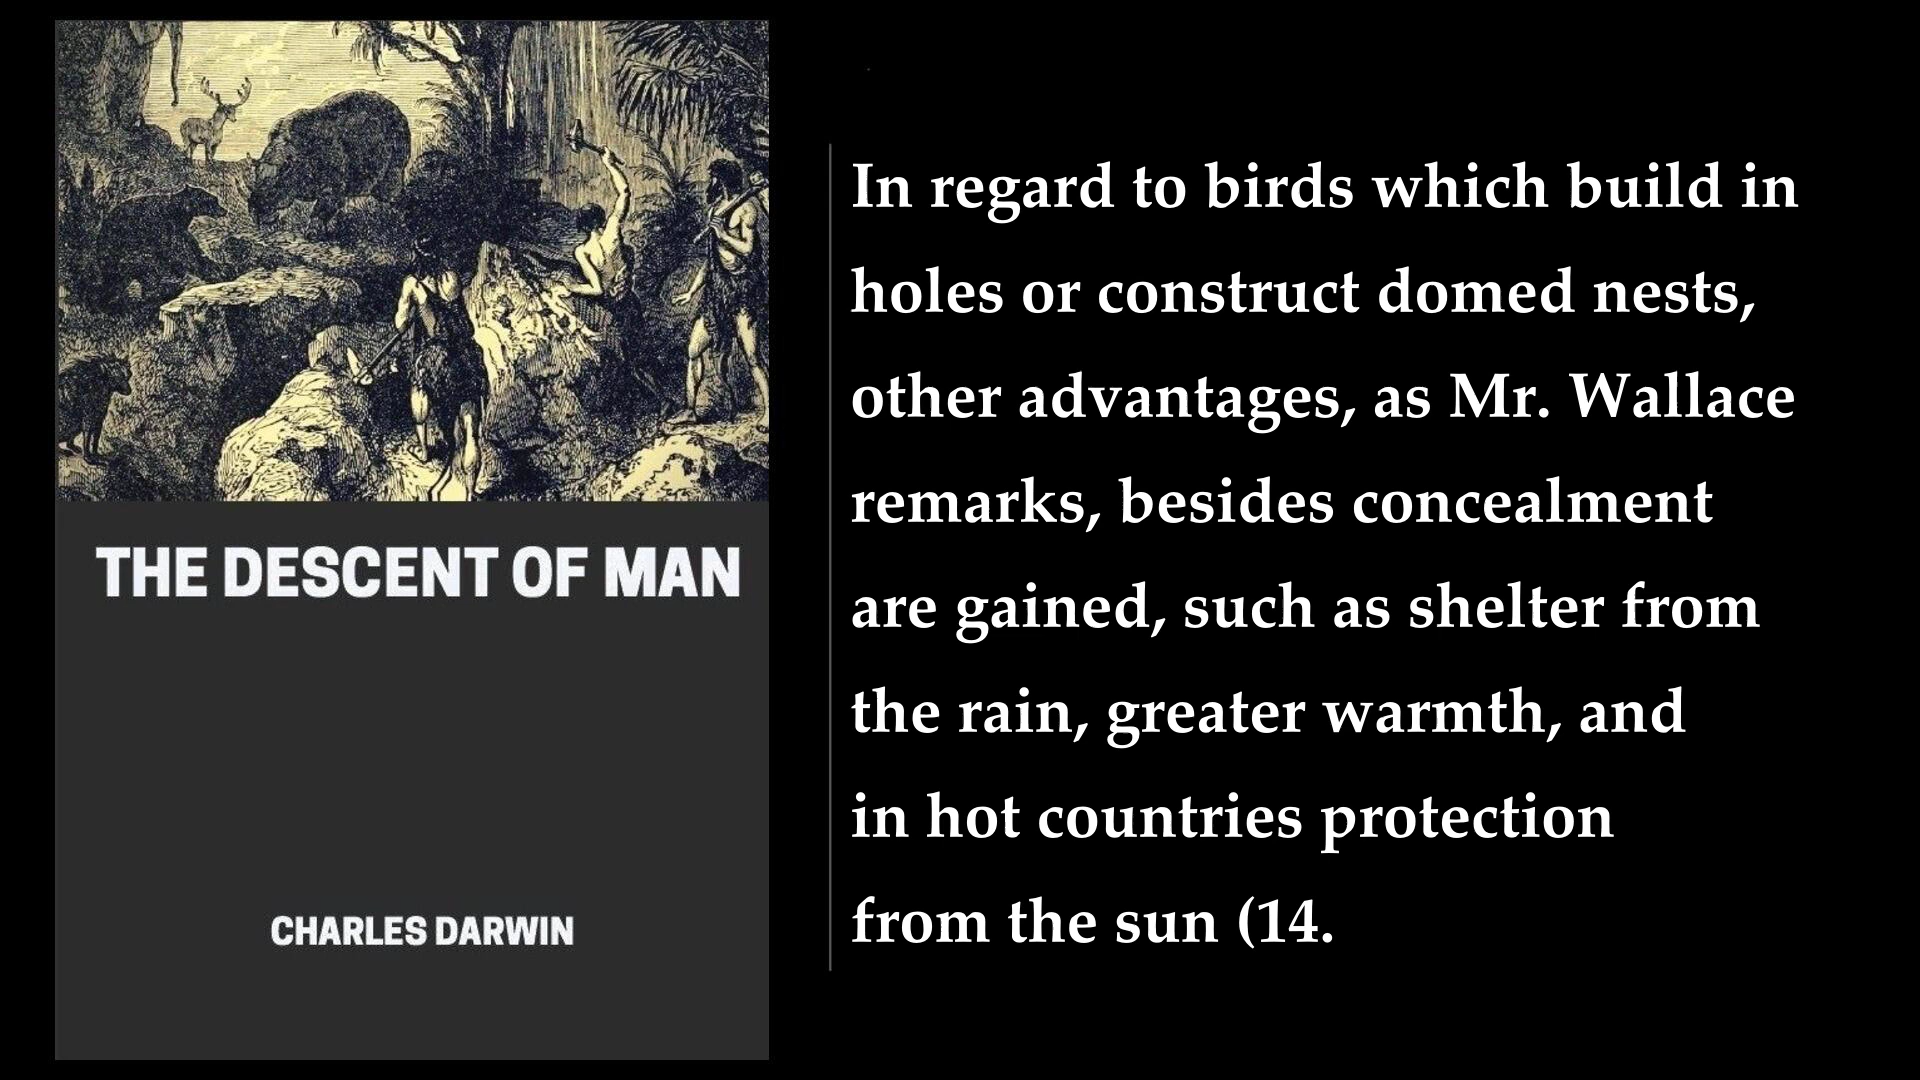 THE DESCENT OF MAN
CHARLES DARWIN
In regard to birds which build in
holes or construct domed nests,
other advantages, as Mr. Wallace
remarks, besides concealment
are gained, such as shelter from
the rain, greater warmth, and
in hot countries protection
from the sun (14.